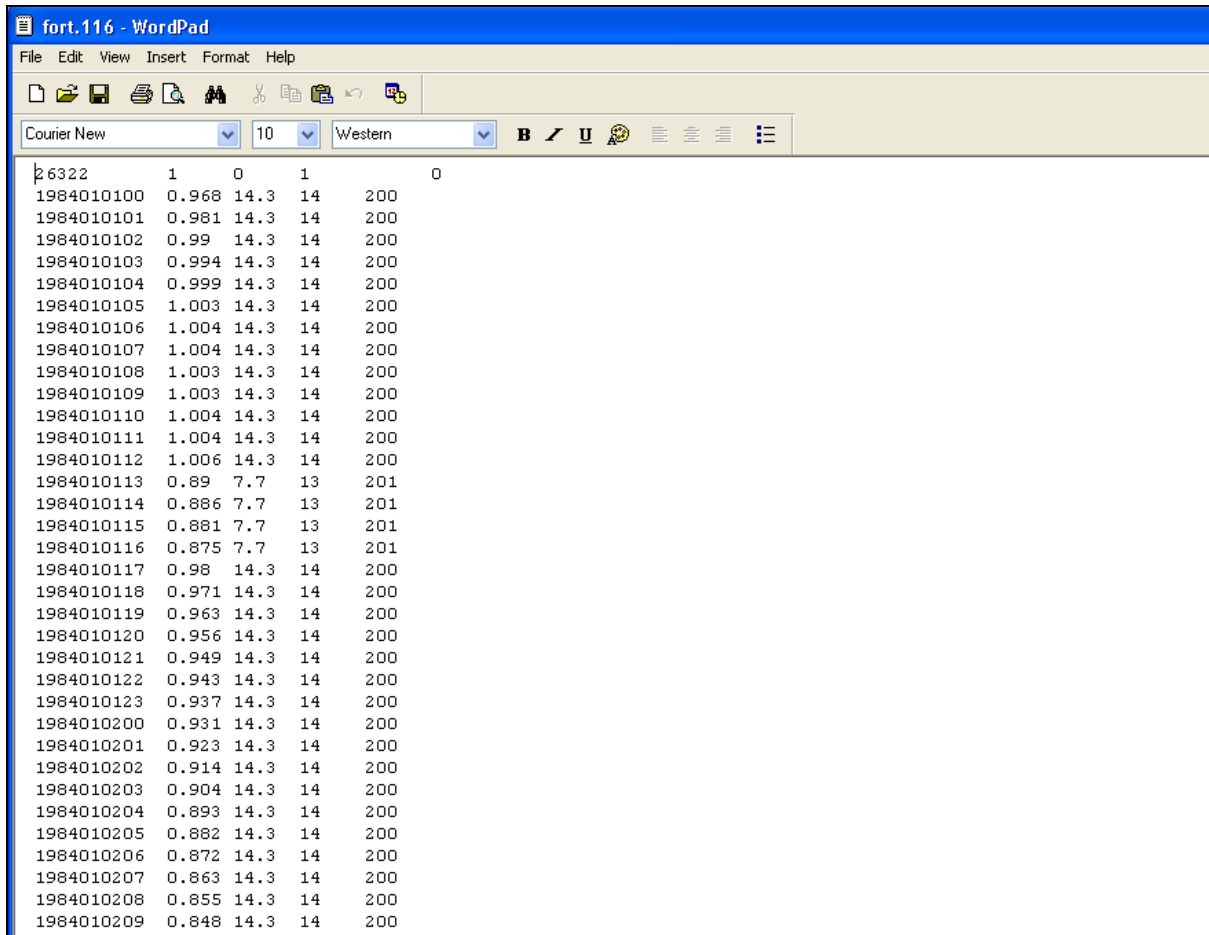 fort.116 - WordPad
File Edit View Insert Format Help
Courier New 10 Western B I U
26322 1 0 1 0
1984010100 0.968 14.3 14 200
1984010101 0.981 14.3 14 200
1984010102 0.99 14.3 14 200
1984010103 0.994 14.3 14 200
1984010104 0.999 14.3 14 200
1984010105 1.003 14.3 14 200
1984010106 1.004 14.3 14 200
1984010107 1.004 14.3 14 200
1984010108 1.003 14.3 14 200
1984010109 1.003 14.3 14 200
1984010110 1.004 14.3 14 200
1984010111 1.004 14.3 14 200
1984010112 1.006 14.3 14 200
1984010113 0.89 7.7 13 201
1984010114 0.886 7.7 13 201
1984010115 0.881 7.7 13 201
1984010116 0.875 7.7 13 201
1984010117 0.98 14.3 14 200
1984010118 0.971 14.3 14 200
1984010119 0.963 14.3 14 200
1984010120 0.956 14.3 14 200
1984010121 0.949 14.3 14 200
1984010122 0.943 14.3 14 200
1984010123 0.937 14.3 14 200
1984010200 0.931 14.3 14 200
1984010201 0.923 14.3 14 200
1984010202 0.914 14.3 14 200
1984010203 0.904 14.3 14 200
1984010204 0.893 14.3 14 200
1984010205 0.882 14.3 14 200
1984010206 0.872 14.3 14 200
1984010207 0.863 14.3 14 200
1984010208 0.855 14.3 14 200
1984010209 0.848 14.3 14 200